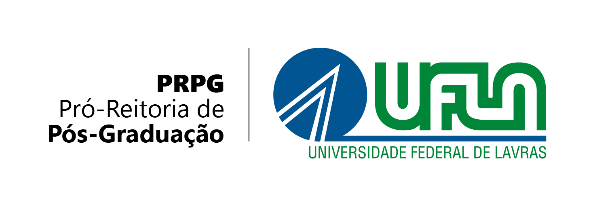 PRPG
Pró-Reitoria de
Pós-Graduação
UFLA
UNIVERSIDADE FEDERAL DE LAVRAS